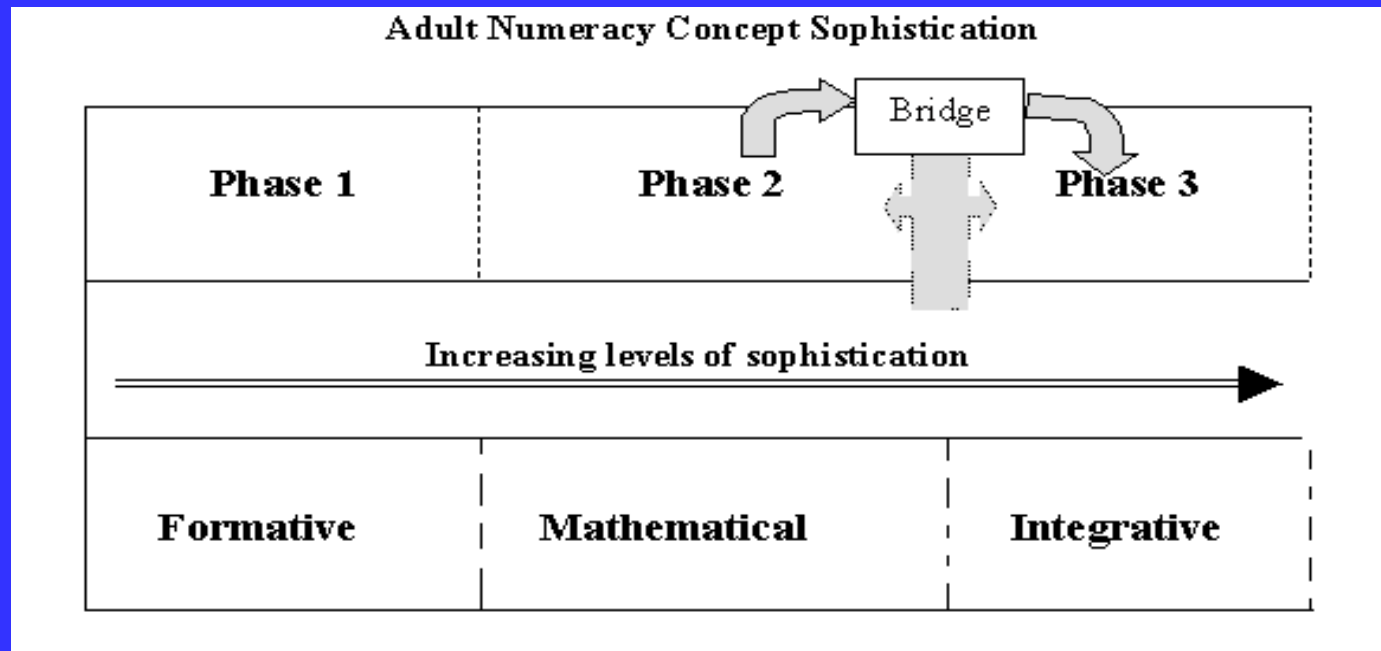 Adult Numeracy Concept Sophistication
Bridge
Phase 1 Phase 2 Phase 3
Increasing levels of sophistication
Formative Mathematical Integrative